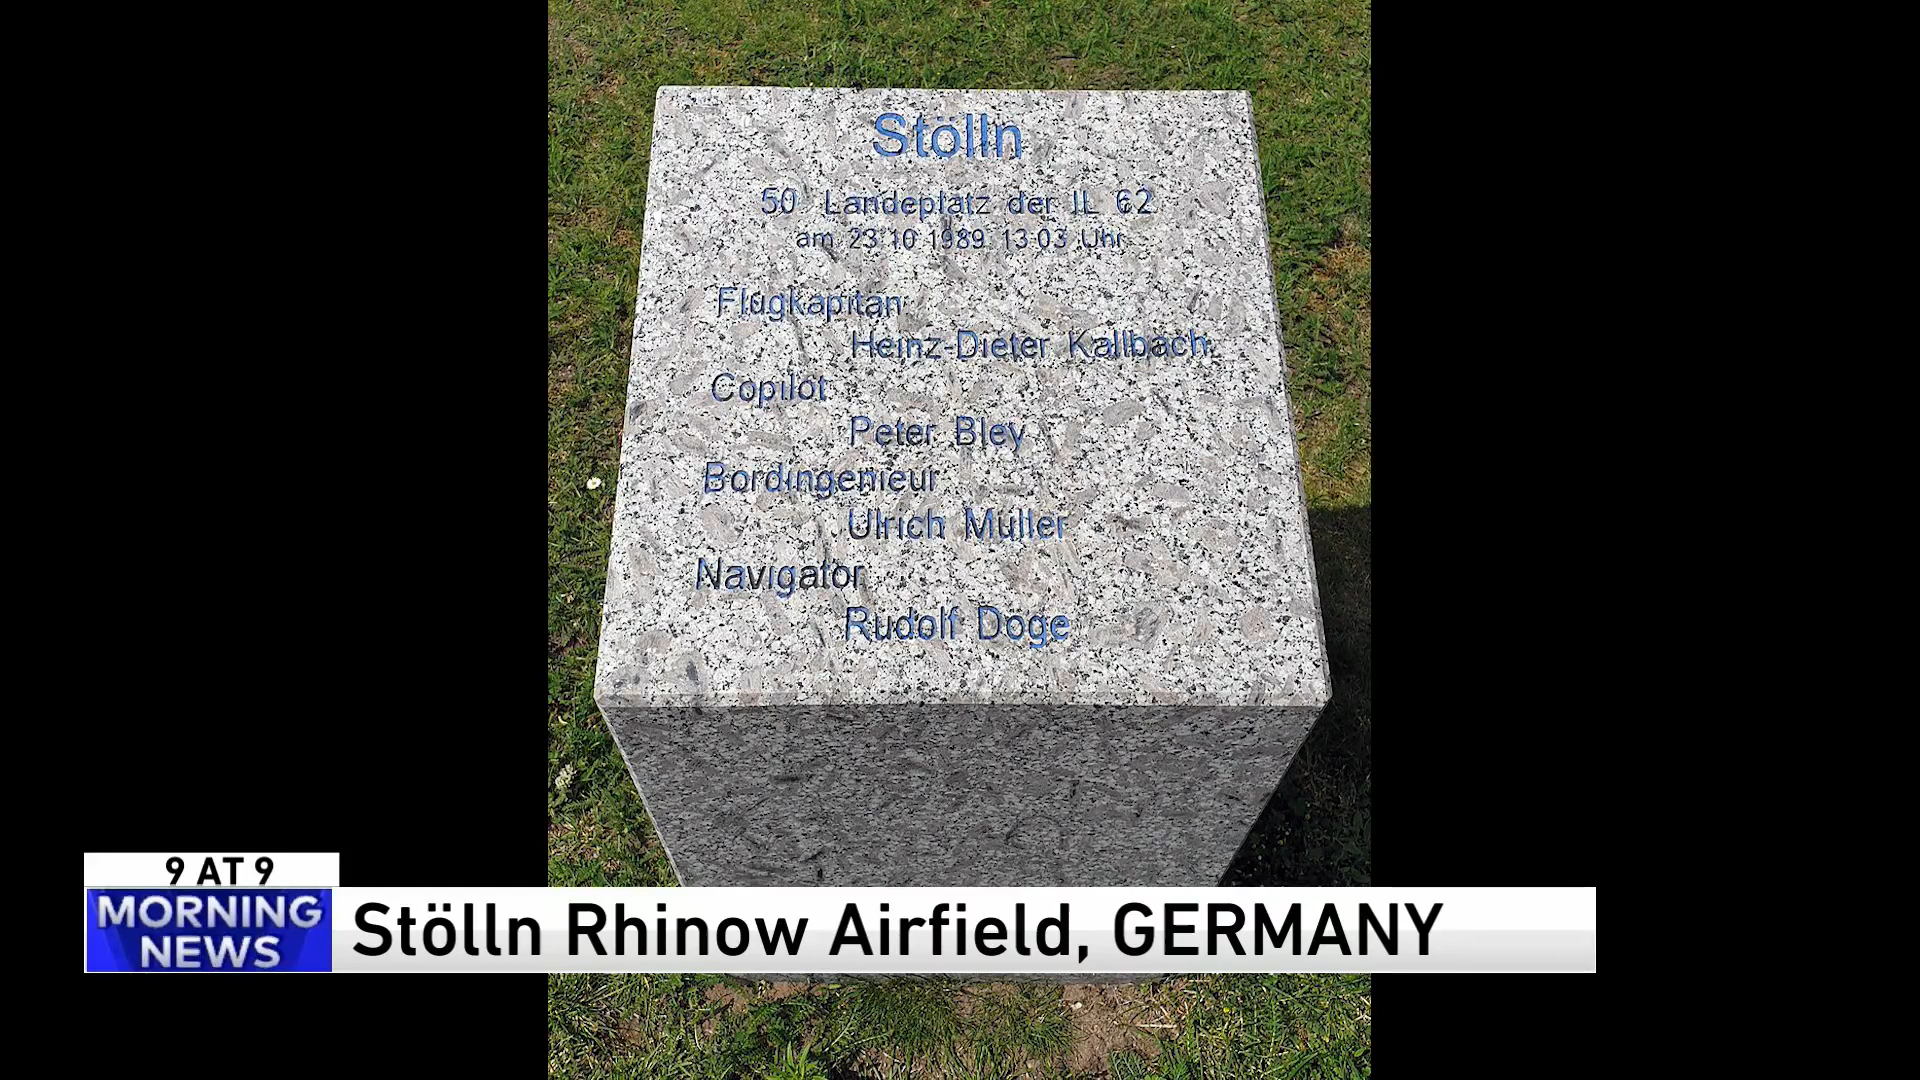 Stölln
50 Landeplatz der IL 62
am 23.10.1989 13.03 Uhr
Flugkapitän
Heinz-Dieter Kallbach
Copilot
Peter Bley
Bordingenieur
Ulrich Müller
Navigator
Rudolf Döge
9 AT 9
MORNING
NEWS
Stölln Rhinow Airfield, GERMANY